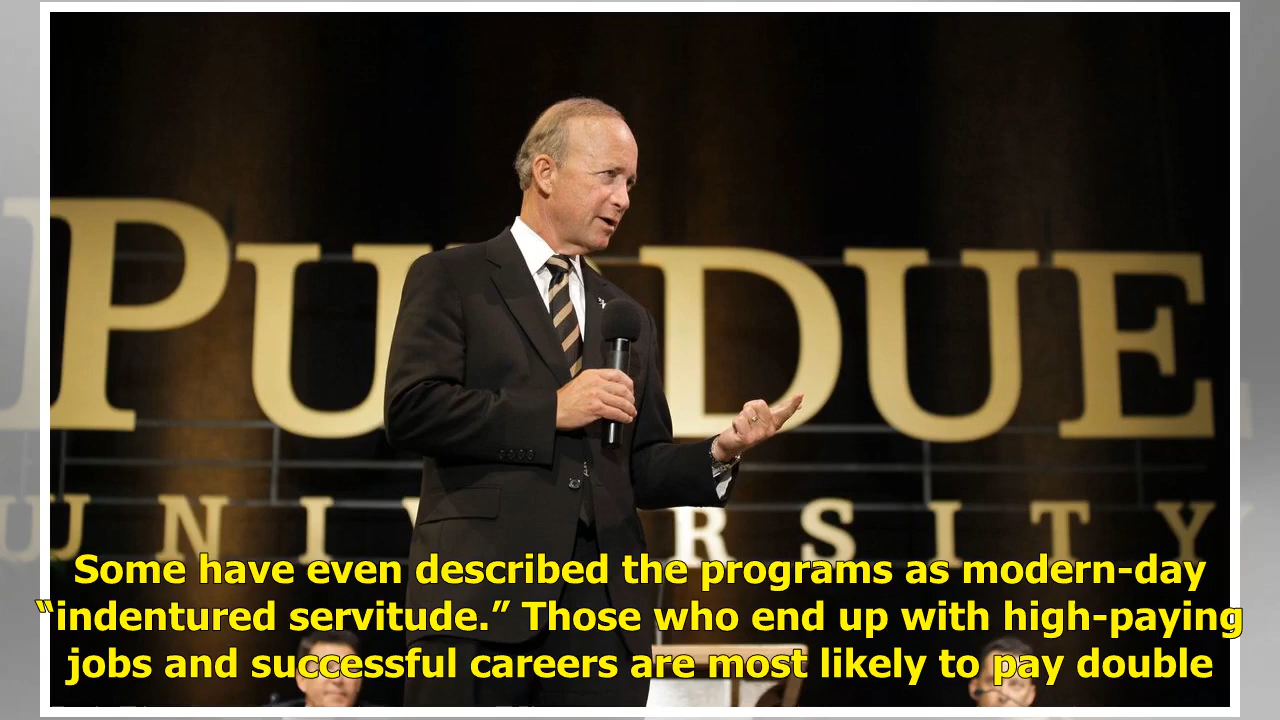 PURDUE
UNIVERSITY
Some have even described the programs as modern-day
“indentured servitude.” Those who end up with high-paying
jobs and successful careers are most likely to pay double